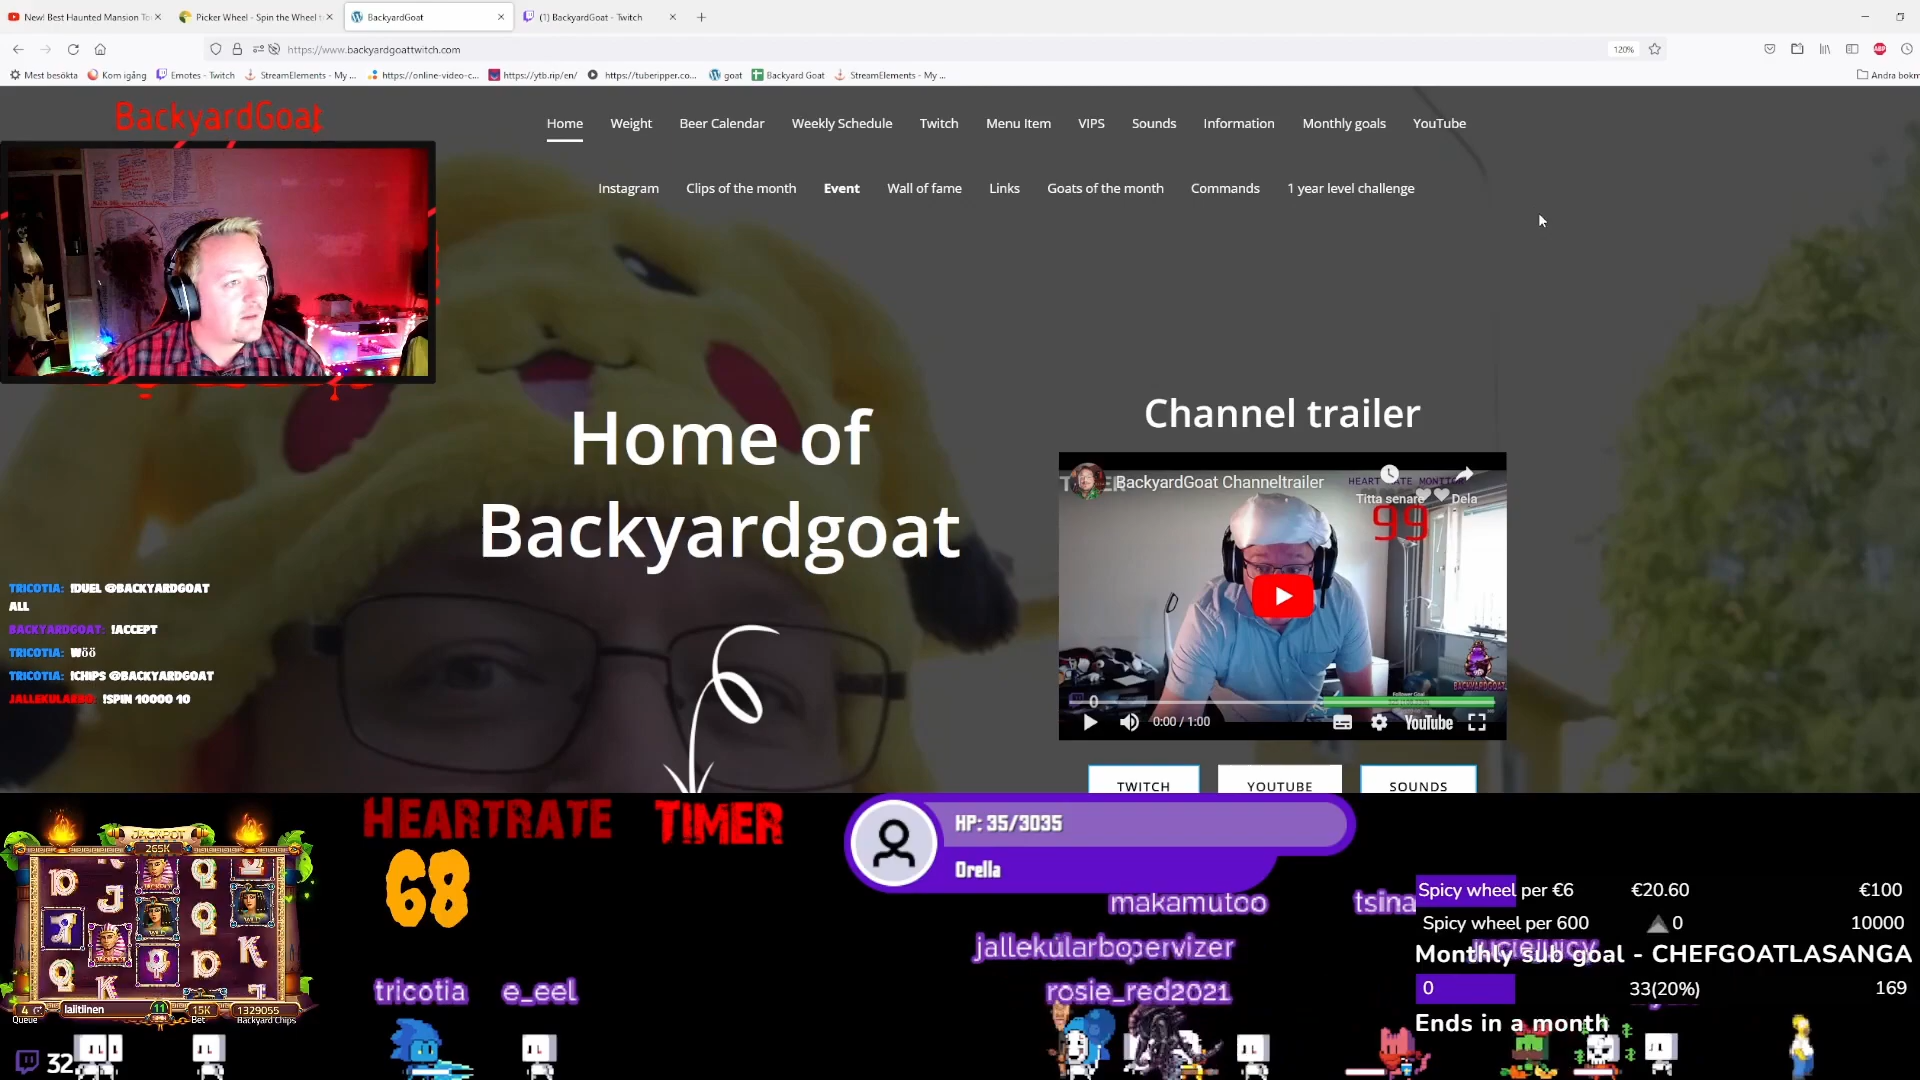 New! Best Haunted Mansion To
Picker Wheel - Spin the Wheel t
BackyardGoat
(1) BackyardGoat - Twitch
https://www.backyardgoattwitch.com
120%
Mest besökta
Kom igång
Emotes - Twitch
StreamElements - My ...
https://online-video-c...
https://ytb.rip/en/
https://tuberipper.co...
goat
Backyard Goat
StreamElements - My ...
Andra bokm
BackyardGoat
Home
Weight
Beer Calendar
Weekly Schedule
Twitch
Menu Item
VIPS
Sounds
Information
Monthly goals
YouTube
Instagram
Clips of the month
Event
Wall of fame
Links
Goats of the month
Commands
1 year level challenge
Home of
Backyardgoat
Channel trailer
BackyardGoat Channeltrailer
Titta senare
Dela
99
0
0:00 / 1:00
YouTube
TWITCH
YOUTUBE
SOUNDS
TRICOTIA: !DUEL @BACKYARDGOAT
ALL
BACKYARDGOAT: !ACCEPT
TRICOTIA: Wöö
TRICOTIA: !CHIPS @BACKYARDGOAT
!SPIN 10000 10
JACKPOT
265K
4
Queue
laiitiinen
11
SPIN
15K
Bet
1329055
Backyard Chips
HEARTRATE
68
TIMER
HP: 35/3035
Orella
makamutoo
tsina
rosie_red2021
tricotia
e_eel
Spicy wheel per €6 €20.60 €100
Spicy wheel per 600 0 10000
Monthly sub goal - CHEFGOATLASANGA
0 33(20%) 169
Ends in a month
32